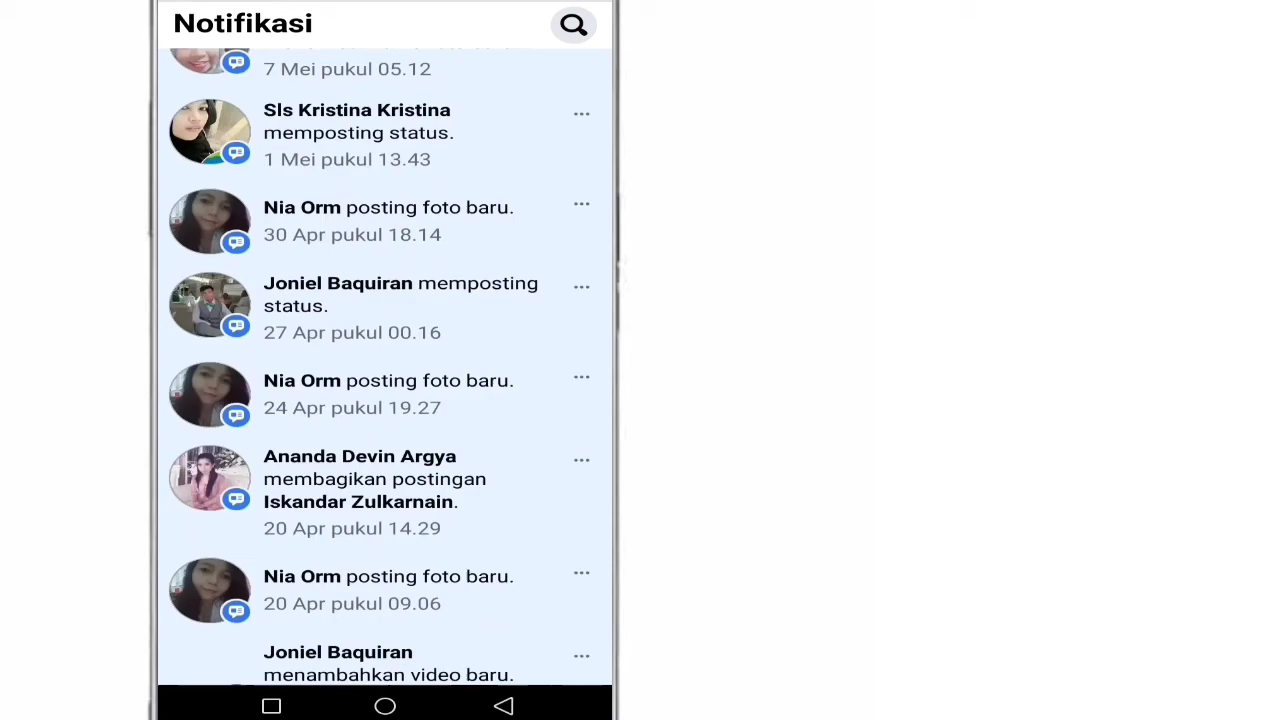 Notifikasi
7 Mei pukul 05.12
Sls Kristina Kristina
memposting status.
1 Mei pukul 13.43
Nia Orm posting foto baru.
30 Apr pukul 18.14
Joniel Baquiran memposting
status.
27 Apr pukul 00.16
Nia Orm posting foto baru.
24 Apr pukul 19.27
Ananda Devin Argya
membagikan postingan
Iskandar Zulkarnain.
20 Apr pukul 14.29
Nia Orm posting foto baru.
20 Apr pukul 09.06
Joniel Baquiran
menambahkan video baru.